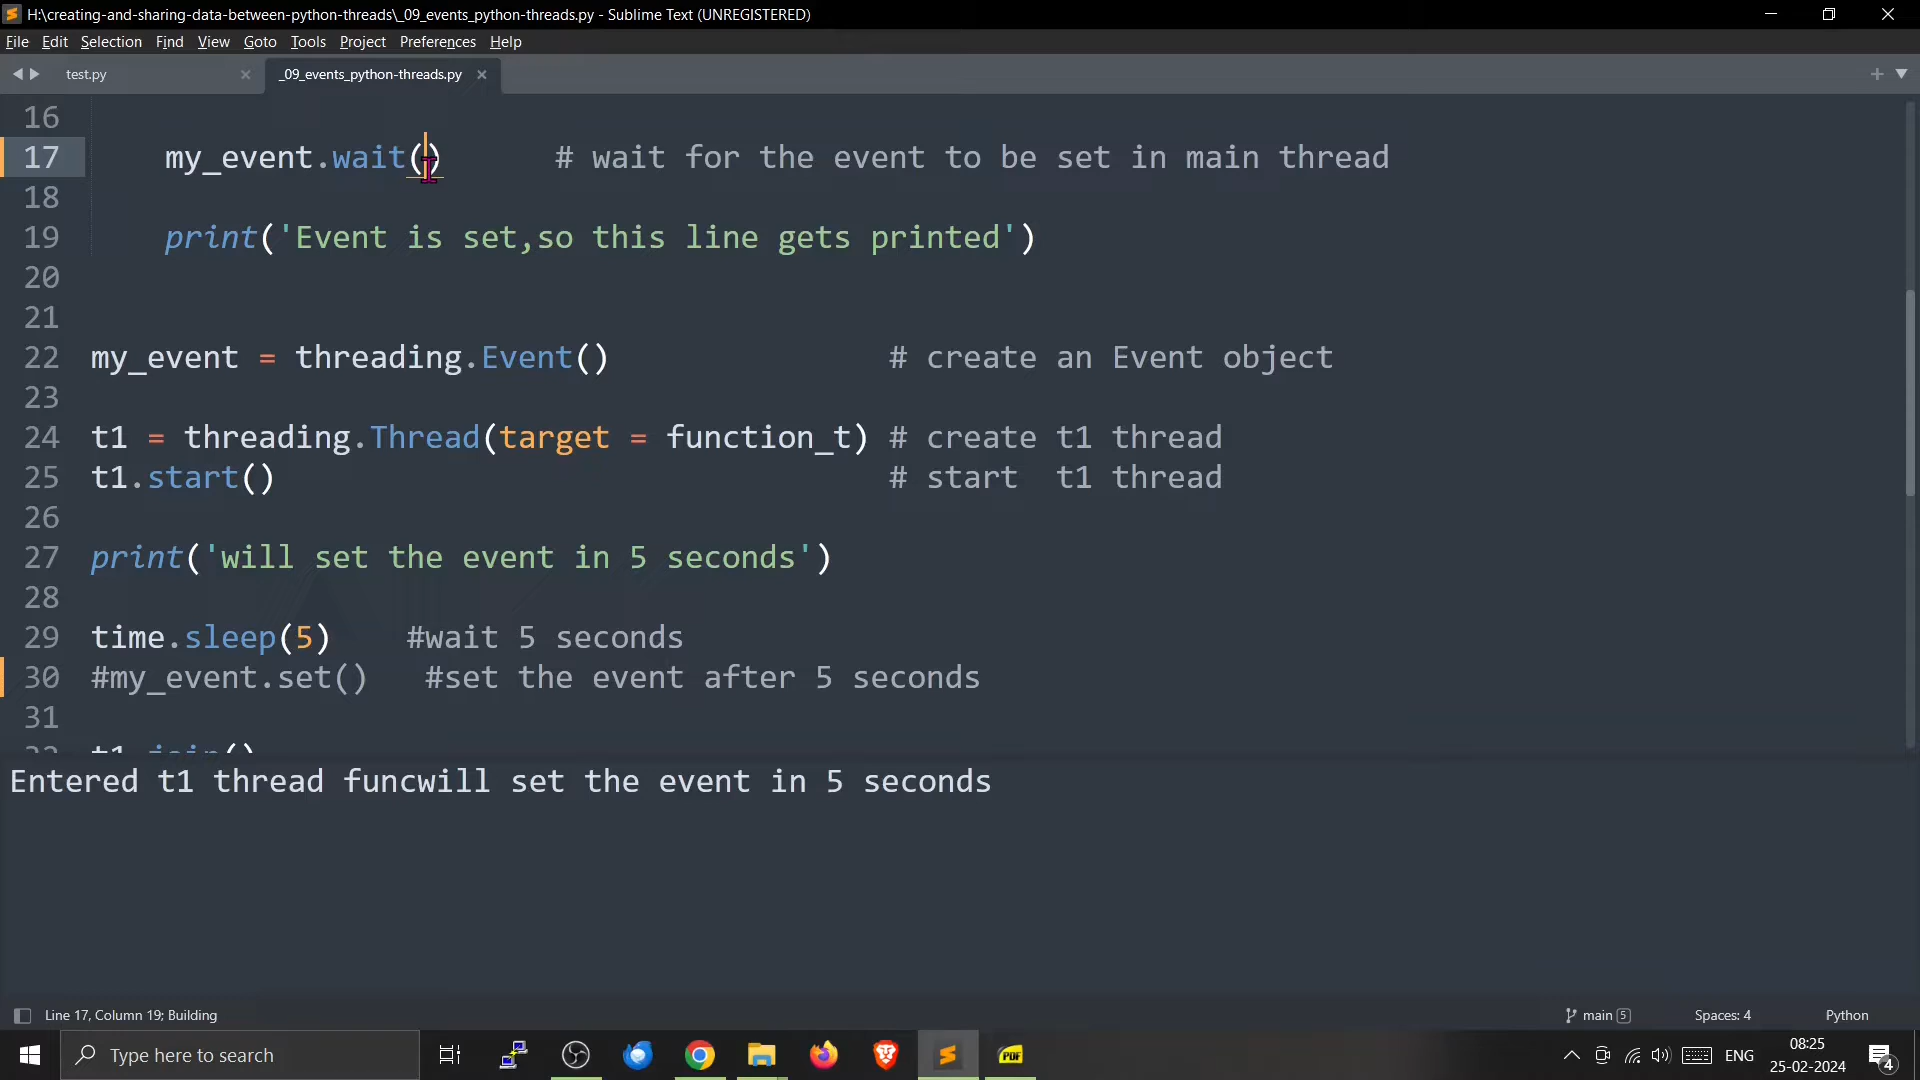 H:\creating-and-sharing-data-between-python-threads\_09_events_python-threads.py - Sublime Text (UNREGISTERED)
File Edit Selection Find View Goto Tools Project Preferences Help
test.py _09_events_python-threads.py
16
17 my_event.wait() # wait for the event to be set in main thread
18
19 print('Event is set,so this line gets printed')
20
21
22 my_event = threading.Event() # create an Event object
23
24 t1 = threading.Thread(target = function_t) # create t1 thread
25 t1.start() # start  t1 thread
26
27 print('will set the event in 5 seconds')
28
29 time.sleep(5) #wait 5 seconds
30 #my_event.set() #set the event after 5 seconds
31
32 t1.join()
Entered t1 thread funcwill set the event in 5 seconds
Line 17, Column 19; Building main 5 Spaces: 4 Python
Type here to search PDF ENG 08:25
25-02-2024 4